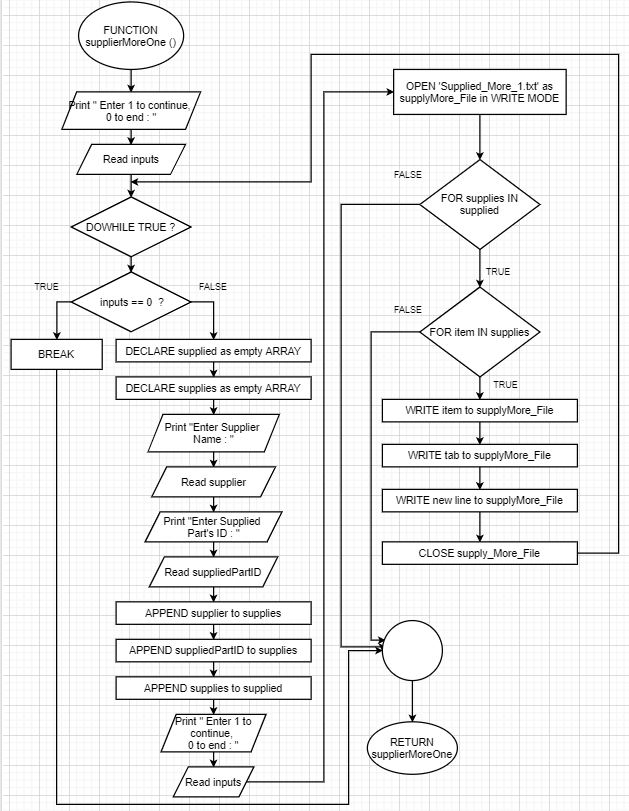 FUNCTION
supplierMoreOne ()
Print " Enter 1 to continue,
0 to end : "
Read inputs
DOWHILE TRUE ?
inputs == 0 ?
TRUE
FALSE
BREAK
DECLARE supplied as empty ARRAY
DECLARE supplies as empty ARRAY
Print "Enter Supplier
Name : "
Read supplier
Print "Enter Supplied
Part's ID : "
Read suppliedPartID
APPEND supplier to supplies
APPEND suppliedPartID to supplies
APPEND supplies to supplied
Print " Enter 1 to
continue,
0 to end : "
Read inputs
OPEN 'Supplied_More_1.txt' as
supplyMore_File in WRITE MODE
FALSE
FOR supplies IN
supplied
TRUE
FALSE
FOR item IN supplies
TRUE
WRITE item to supplyMore_File
WRITE tab to supplyMore_File
WRITE new line to supplyMore_File
CLOSE supply_More_File
RETURN
supplierMoreOne